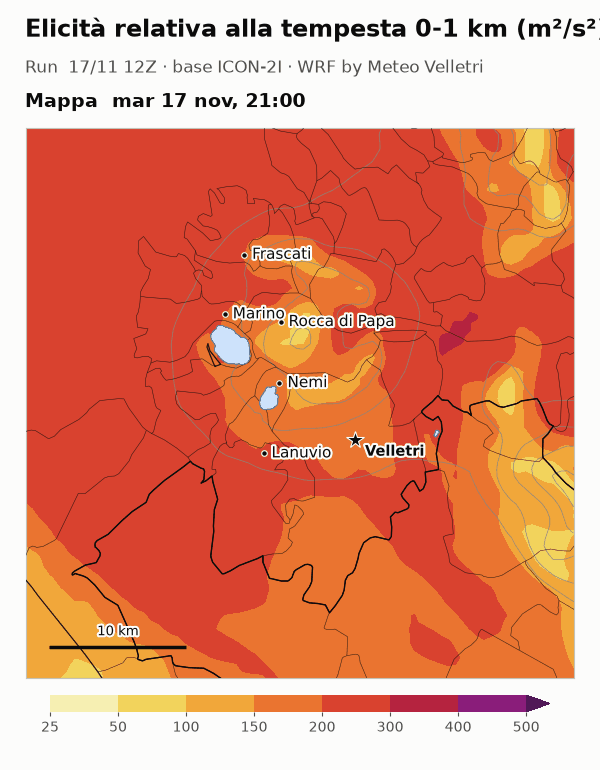 Elicità relativa alla tempesta 0-1 km (m²/s²)
Run  17/11 12Z · base ICON-2I · WRF by Meteo Velletri
Mappa  mar 17 nov, 21:00
Frascati
Marino
Rocca di Papa
Nemi
Velletri
Lanuvio
10 km
25 50 100 150 200 300 400 500